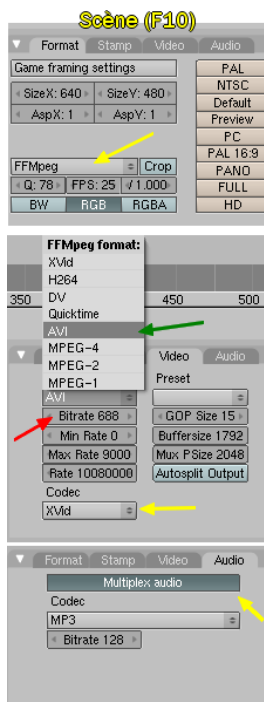 Scène (F10)
Format Stamp Video Audio
Game framing settings
SizeX: 640 SizeY: 480
AspX: 1 AspY: 1
FFMpeg Crop
Q: 78 FPS: 25 1.000
BW RGB RGBA
PAL
NTSC
Default
Preview
PC
PAL 16:9
PANO
FULL
HD
FFMpeg format:
XVid
H264
DV
Quicktime
AVI
MPEG-4
MPEG-2
MPEG-1
350 450 500
Video Audio
Preset
AVI
Bitrate 688 GOP Size 15
Min Rate 0 Buffersize 1792
Max Rate 9000 Mux PSize 2048
Rate 10080000 Autosplit Output
Codec
XVid
Format Stamp Video Audio
Multiplex audio
Codec
MP3
Bitrate 128